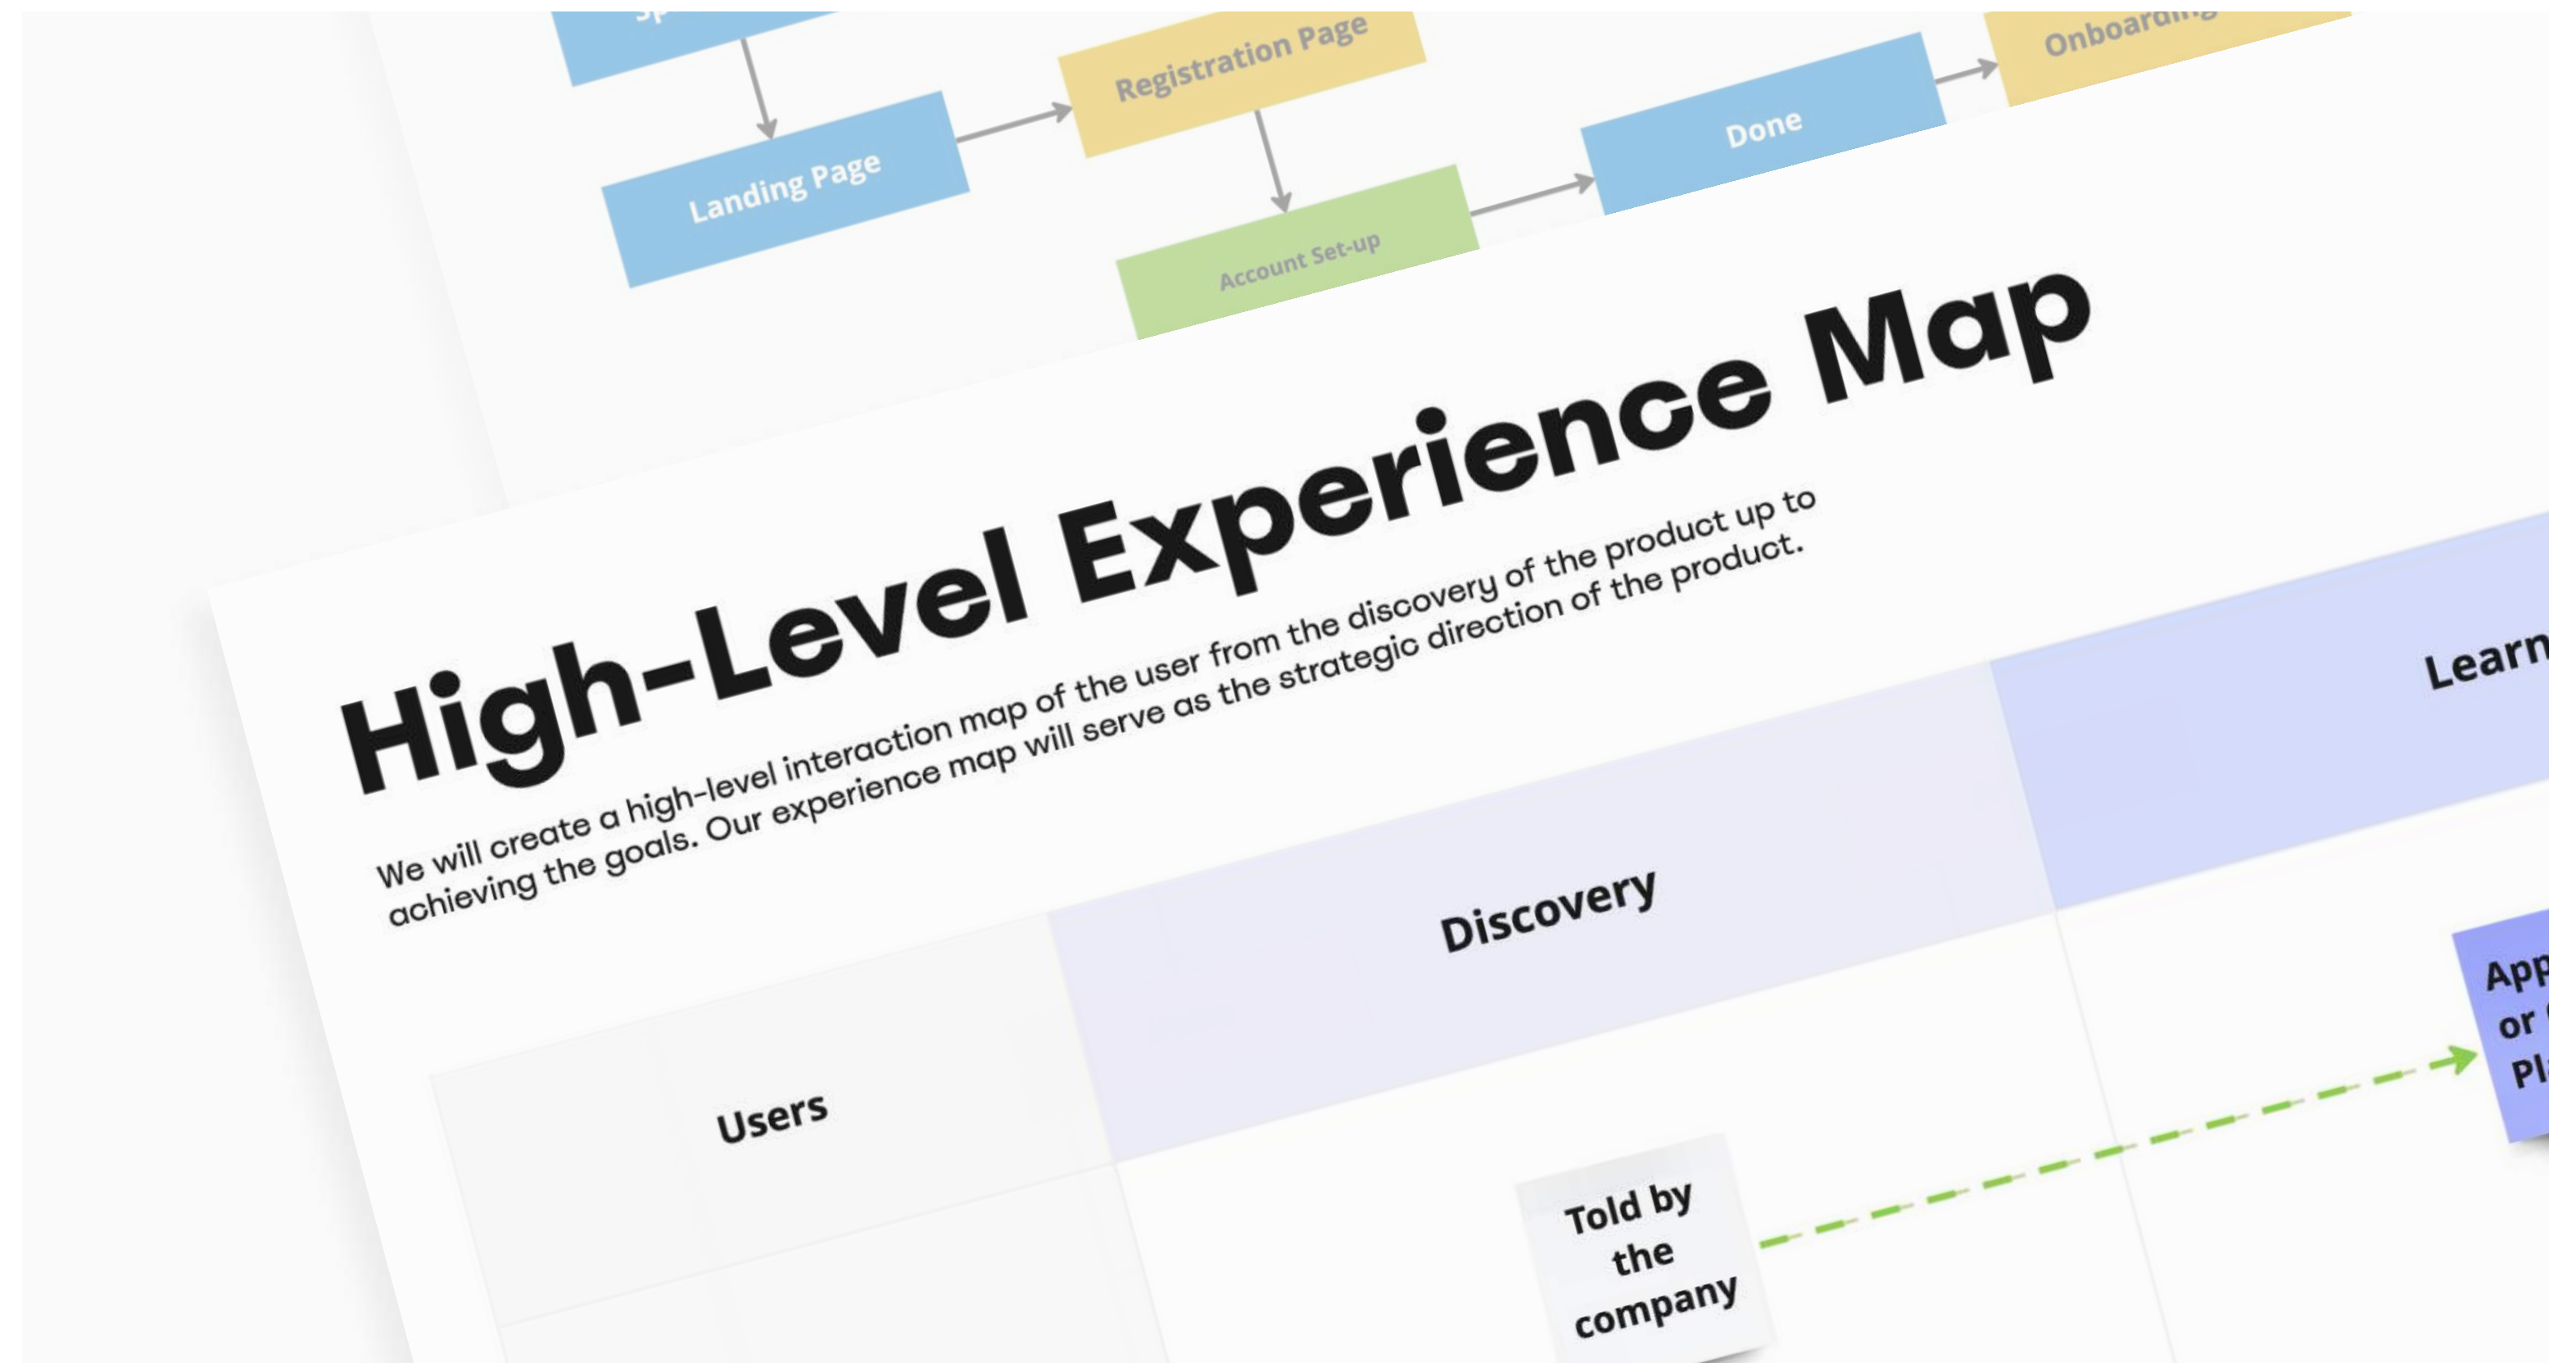 Registration Page
Onboarding
Landing Page
Done
Account Set-up
High-Level Experience Map
We will create a high-level interaction map of the user from the discovery of the product up to
achieving the goals. Our experience map will serve as the strategic direction of the product.
Users
Discovery
Learn
Told by
the
company
or